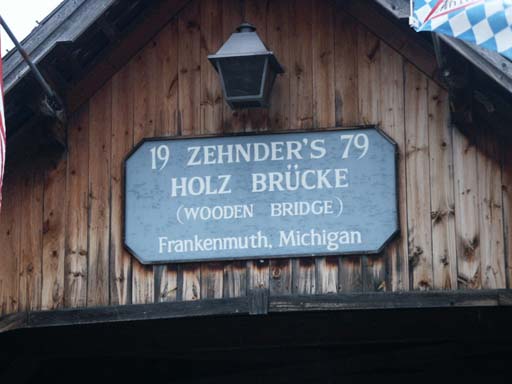 19 ZEHNDER'S 79
HOLZ BRÜCKE
(WOODEN BRIDGE)
Frankenmuth, Michigan